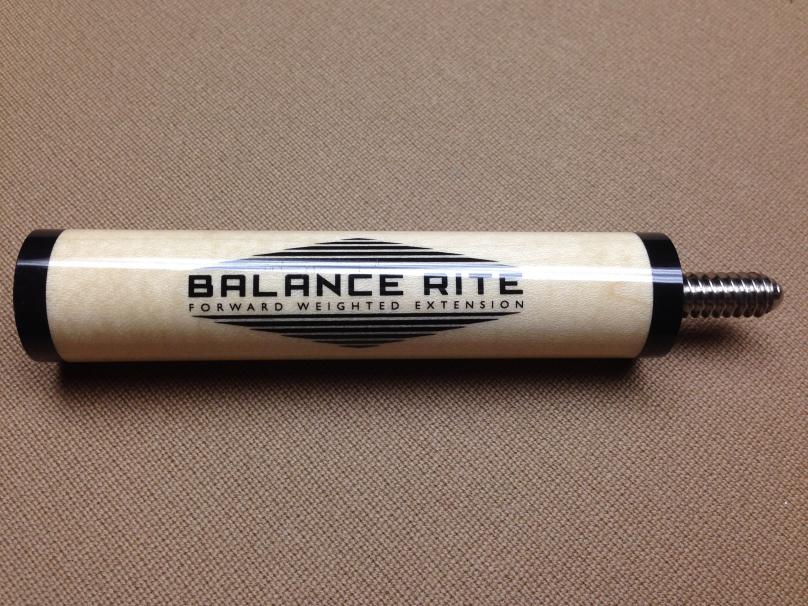 BALANCE RITE
FORWARD WEIGHTED EXTENSION